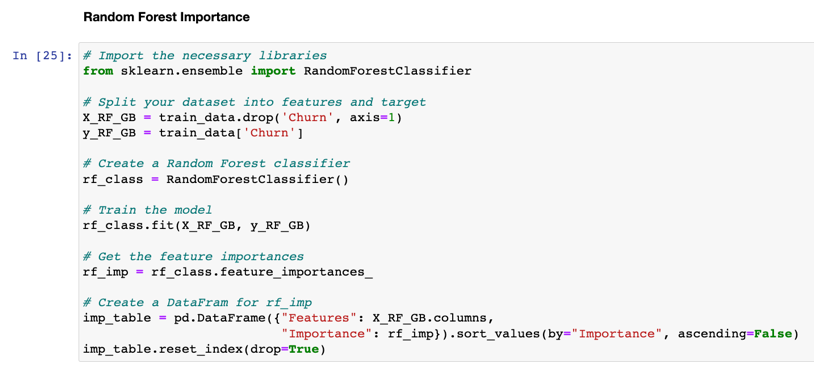 Random Forest Importance
In [25]:
# Import the necessary libraries
from sklearn.ensemble import RandomForestClassifier
# Split your dataset into features and target
X_RF_GB = train_data.drop('Churn', axis=1)
y_RF_GB = train_data['Churn']
# Create a Random Forest classifier
rf_class = RandomForestClassifier()
# Train the model
rf_class.fit(X_RF_GB, y_RF_GB)
# Get the feature importances
rf_imp = rf_class.feature_importances_
# Create a DataFram for rf_imp
imp_table = pd.DataFrame({"Features": X_RF_GB.columns,
"Importance": rf_imp}).sort_values(by="Importance", ascending=False)
imp_table.reset_index(drop=True)